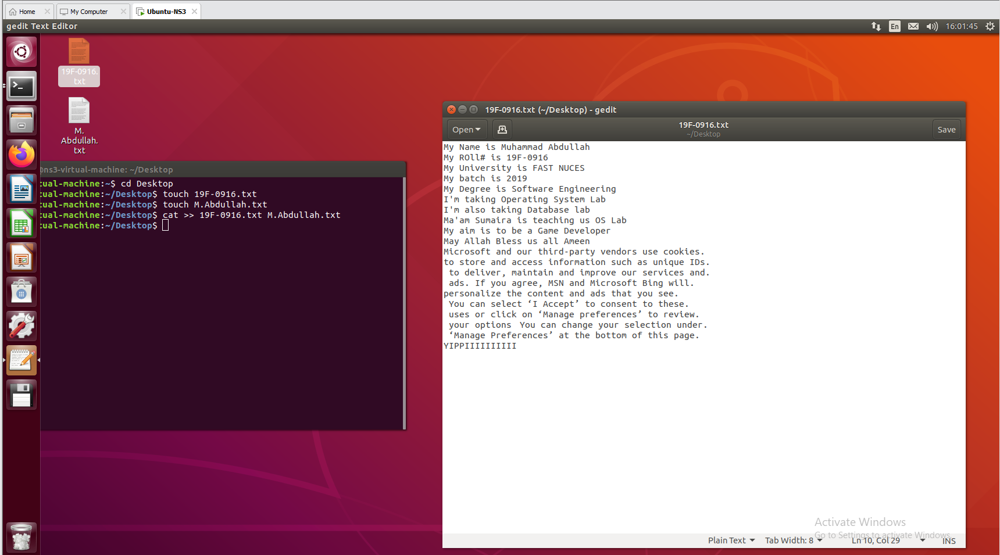 Home
My Computer
Ubuntu-NS3
gedit Text Editor
En
16:01:45
19F-0916.
txt
M.
Abdullah.
txt
@ns3-virtual-machine: ~/Desktop
tual-machine:~$ cd Desktop
tual-machine:~/Desktop$ touch 19F-0916.txt
tual-machine:~/Desktop$ touch M.Abdullah.txt
tual-machine:~/Desktop$ cat >> 19F-0916.txt M.Abdullah.txt
tual-machine:~/Desktop$
19F-0916.txt (~/Desktop) - gedit
Open
19F-0916.txt
~/Desktop
Save
My Name is Muhammad Abdullah
My ROll# is 19F-0916
My University is FAST NUCES
My batch is 2019
My Degree is Software Engineering
I'm taking Operating System Lab
I'm also taking Database lab
Ma'am Sumaira is teaching us OS Lab
My aim is to be a Game Developer
May Allah Bless us all Ameen
Microsoft and our third-party vendors use cookies.
to store and access information such as unique IDs.
 to deliver, maintain and improve our services and.
 ads. If you agree, MSN and Microsoft Bing will.
personalize the content and ads that you see.
 You can select ‘I Accept’ to consent to these.
 uses or click on ‘Manage preferences’ to review.
 your options  You can change your selection under.
 ‘Manage Preferences’ at the bottom of this page.
YIPPIIIIIIIIII
Activate Windows
Go to Settings to activate Windows.
Plain Text
Tab Width: 8
Ln 10, Col 29
INS